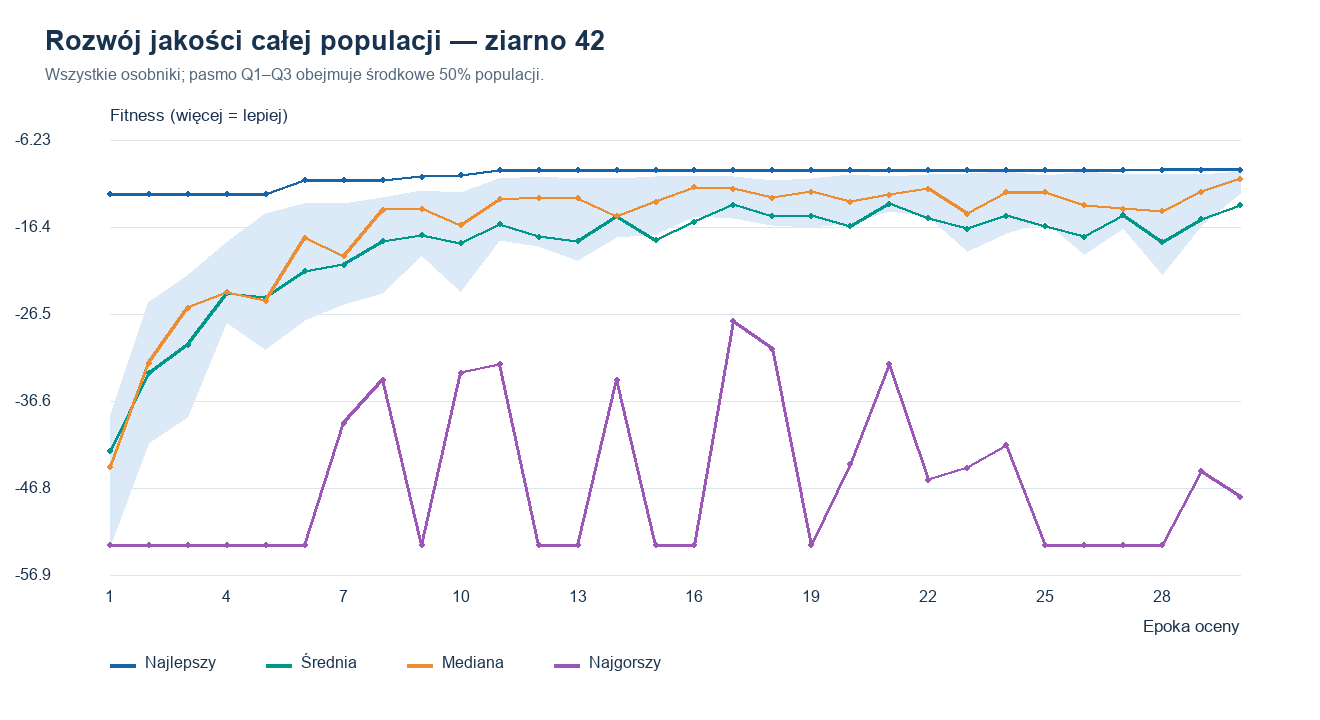 Rozwój jakości całej populacji — ziarno 42
Wszystkie osobniki; pasmo Q1–Q3 obejmuje środkowe 50% populacji.
Fitness (więcej = lepiej)
-6.23
-16.4
-26.5
-36.6
-46.8
-56.9
1 4 7 10 13 16 19 22 25 28
Epoka oceny
Najlepszy Średnia Mediana Najgorszy